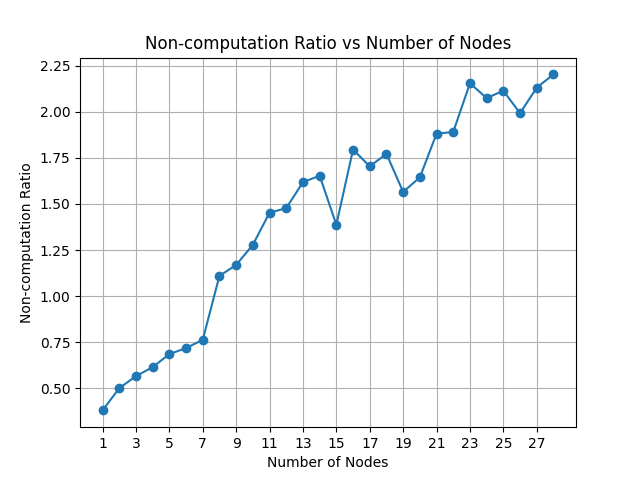 Non-computation Ratio vs Number of Nodes
Non-computation Ratio
2.25
2.00
1.75
1.50
1.25
1.00
0.75
0.50
1 3 5 7 9 11 13 15 17 19 21 23 25 27
Number of Nodes